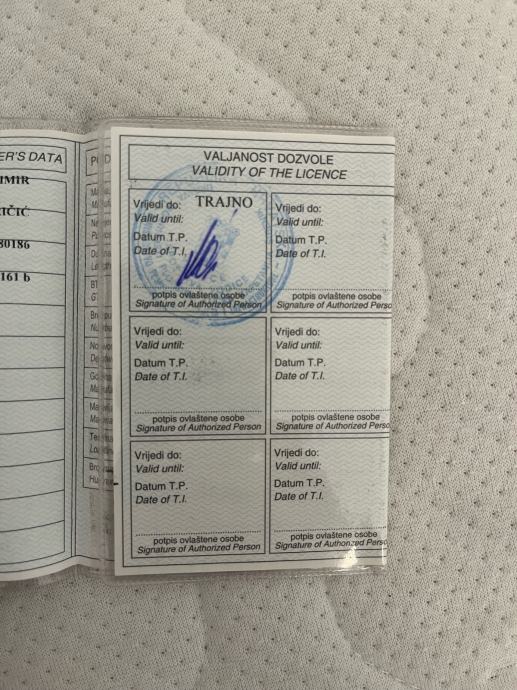 ER'S DATA
IMIR
IČIĆ
80186
161 b
VALJANOST DOZVOLE
VALIDITY OF THE LICENCE
Vrijedi do: TRAJNO
Valid until:
Datum T.P.
Date of T.I.
potpis ovlaštene osobe
Signature of Authorized Person
Vrijedi do:
Valid until:
Datum T.P.
Date of T.I.
potpis ovlaštene osobe
Signature of Authorized Perso
Vrijedi do:
Valid until:
Datum T.P.
Date of T.I.
potpis ovlaštene osobe
Signature of Authorized Person
Vrijedi do:
Valid until:
Datum T.P.
Date of T.I.
potpis ovlaštene osobe
Signature of Authorized Perso
Vrijedi do:
Valid until:
Datum T.P.
Date of T.I.
potpis ovlaštene osobe
Signature of Authorized Person
Vrijedi do:
Valid until:
Datum T.P.
Date of T.I.
potpis ovlaštene osobe
Signature of Authorized Perso